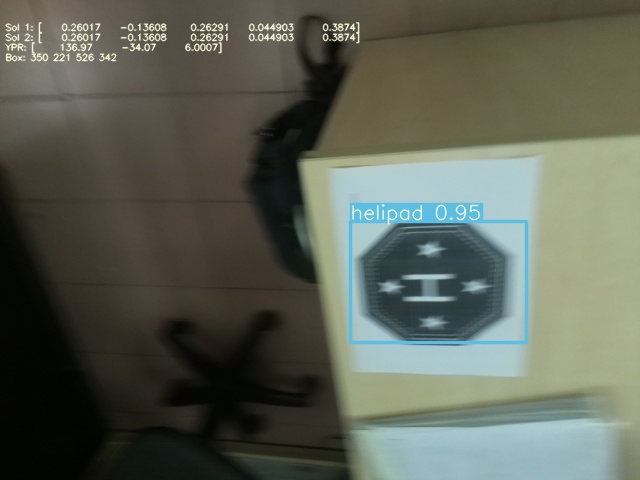 Sol 1: [ 0.26017 -0.13608 0.26291 0.044903 0.3874]
Sol 2: [ 0.26017 -0.13608 0.26291 0.044903 0.3874]
YPR: [ 136.97 -34.07 6.0007]
Box: 350 221 526 342
helipad 0.95
H